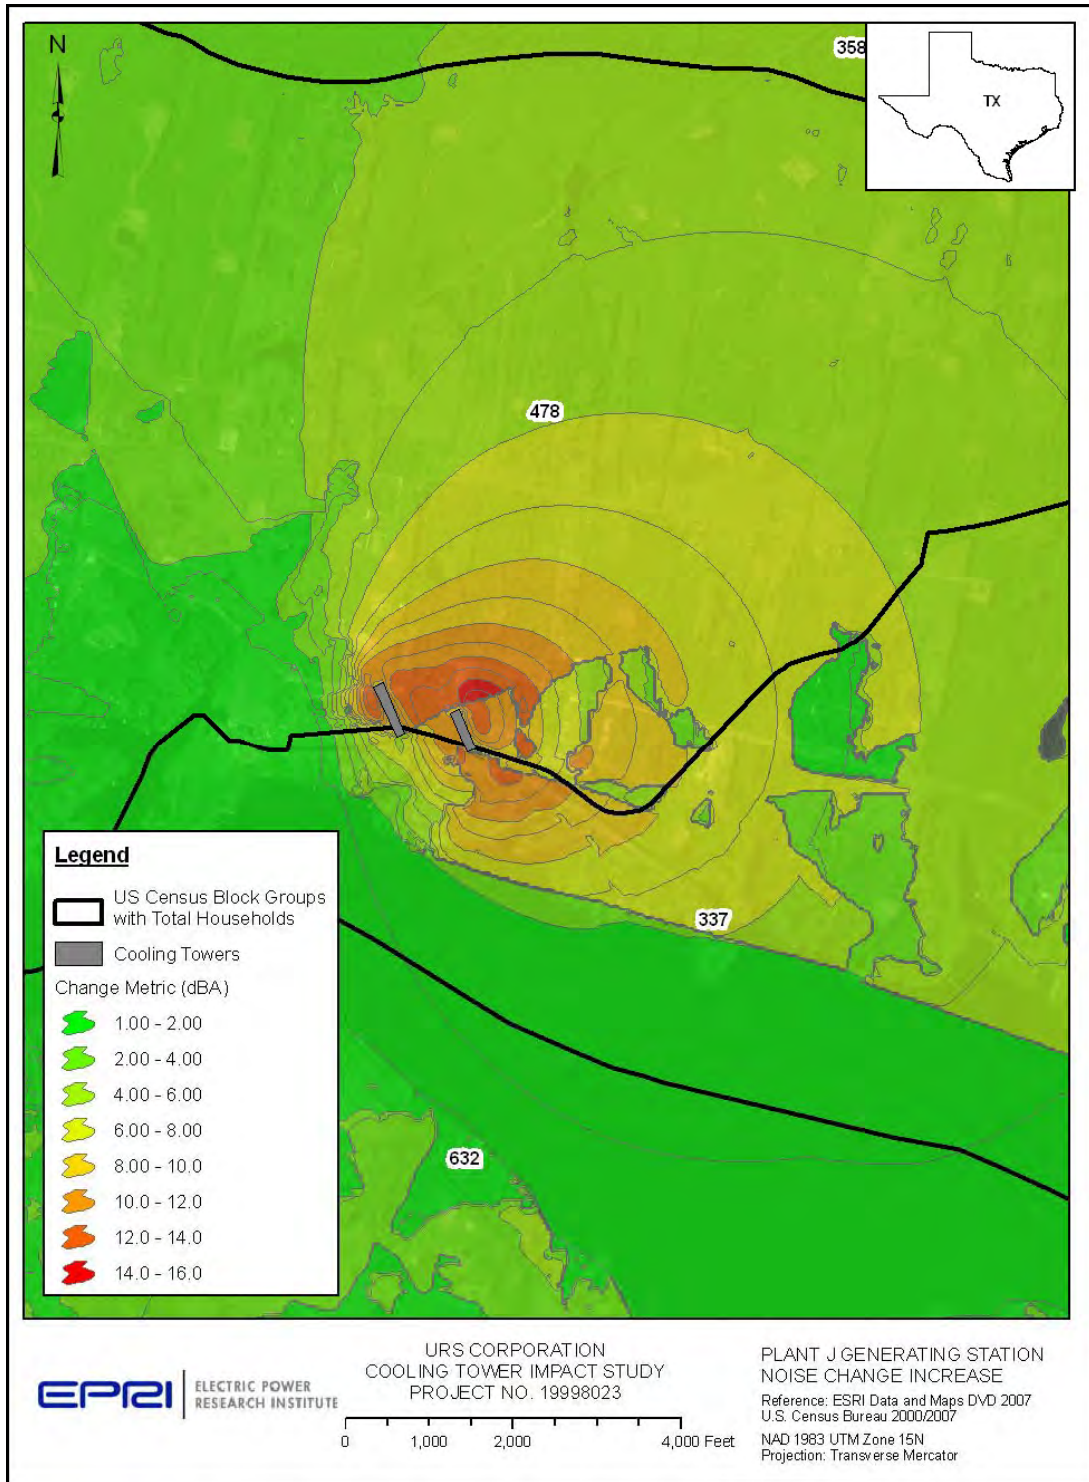 N
358
TX
478
337
632
Legend
US Census Block Groups
with Total Households
Cooling Towers
Change Metric (dBA)
1.00 - 2.00
2.00 - 4.00
4.00 - 6.00
6.00 - 8.00
8.00 - 10.0
10.0 - 12.0
12.0 - 14.0
14.0 - 16.0
EPRI
ELECTRIC POWER
RESEARCH INSTITUTE
URS CORPORATION
COOLING TOWER IMPACT STUDY
PROJECT NO. 19998023
0 1,000 2,000 4,000 Feet
PLANT J GENERATING STATION
NOISE CHANGE INCREASE
Reference: ESRI Data and Maps DVD 2007
U.S. Census Bureau 2000/2007
NAD 1983 UTM Zone 15N
Projection: Transverse Mercator